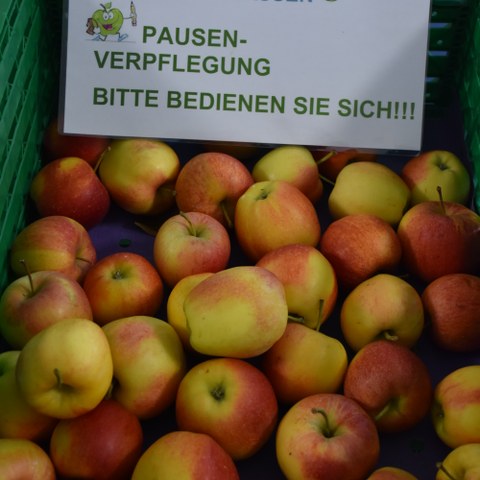 PAUSEN-
VERPFLEGUNG
BITTE BEDIENEN SIE SICH!!!